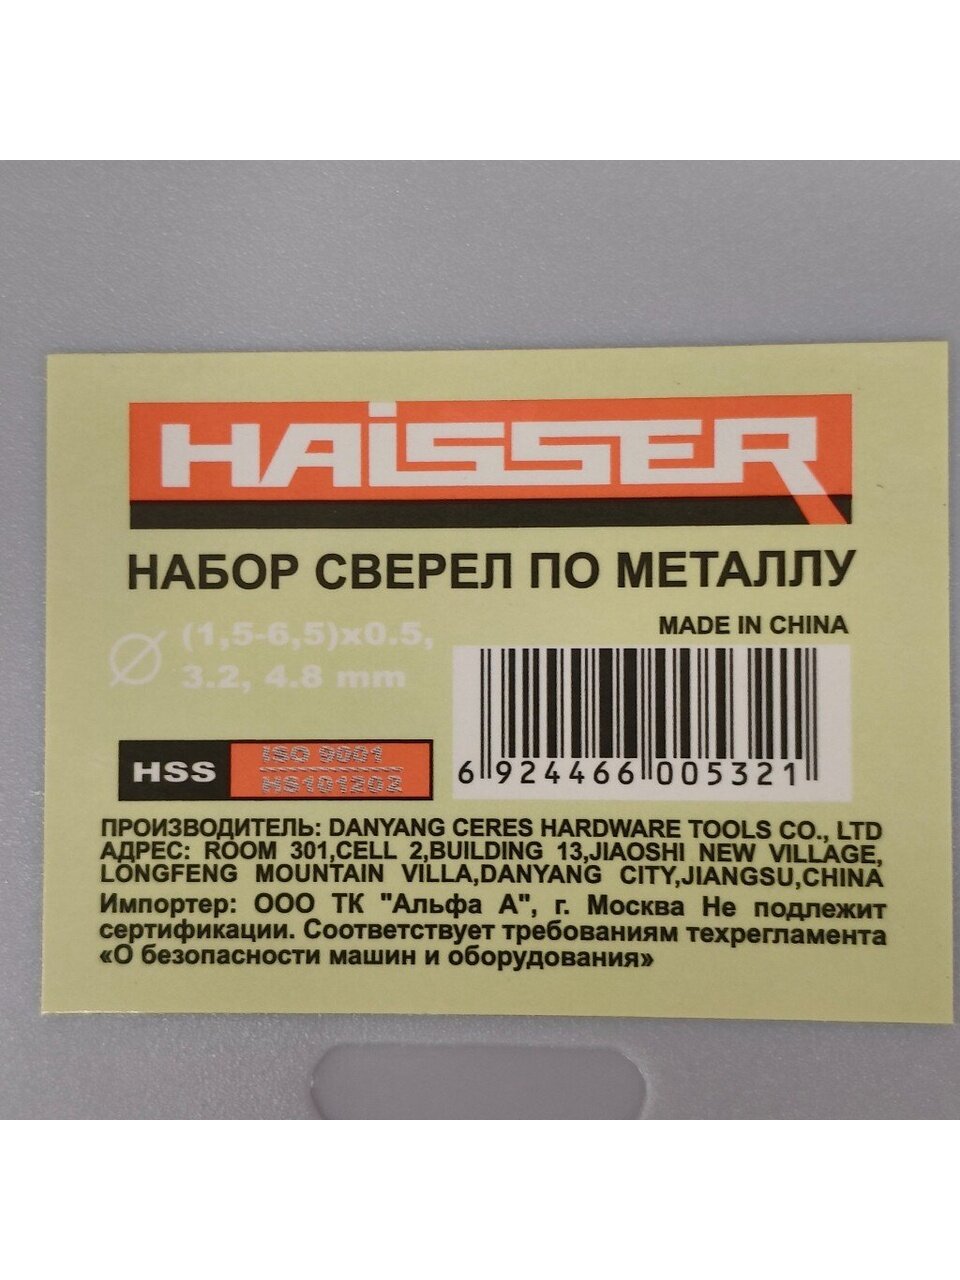 HAISSER
НАБОР СВЕРЕЛ ПО МЕТАЛЛУ
MADE IN CHINA
(1,5-6,5)x0.5,
3.2, 4.8 mm
HSS
ISO 9001
HS101202
6 924466 005321
ПРОИЗВОДИТЕЛЬ: DANYANG CERES HARDWARE TOOLS CO., LTD
АДРЕС: ROOM 301,CELL 2,BUILDING 13,JIAOSHI NEW VILLAGE,
LONGFENG MOUNTAIN VILLA,DANYANG CITY,JIANGSU,CHINA
Импортер: ООО ТК "Альфа А", г. Москва Не подлежит
сертификации. Соответствует требованиям техрегламента
«О безопасности машин и оборудования»